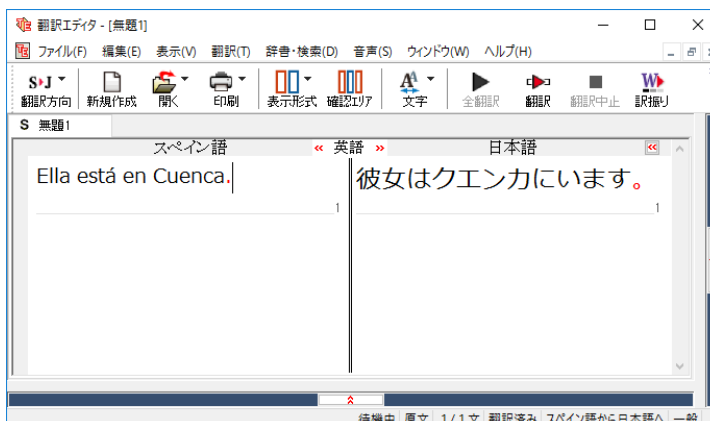 翻訳エディタ - [無題1]
ファイル(F) 編集(E) 表示(V) 翻訳(T) 辞書・検索(D) 音声(S) ウィンドウ(W) ヘルプ(H)
S▸J
翻訳方向 新規作成 開く 印刷 表示形式 確認エリア 文字 全翻訳 翻訳 翻訳中止 訳振り
S 無題1
スペイン語 « 英語 » 日本語 «
Ella está en Cuenca. 彼女はクエンカにいます。
1 1
待機中 原文 1/1文 翻訳済み スペイン語から日本語へ 一般